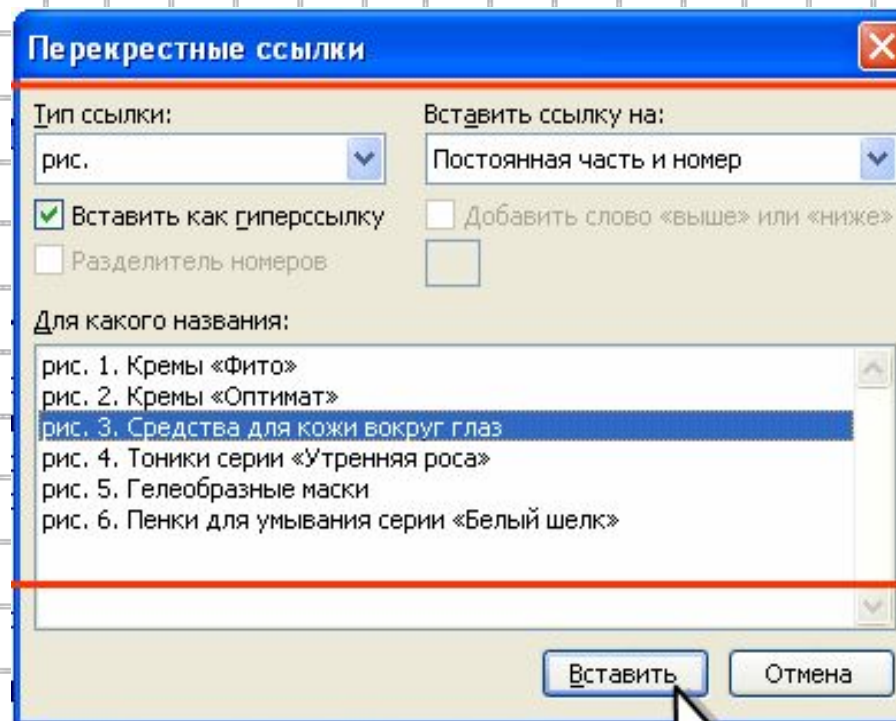 Перекрестные ссылки
Тип ссылки:
Вставить ссылку на:
рис.
Постоянная часть и номер
Вставить как гиперссылку
Добавить слово «выше» или «ниже»
Разделитель номеров
Для какого названия:
рис. 1. Кремы «Фито»
рис. 2. Кремы «Оптимат»
рис. 3. Средства для кожи вокруг глаз
рис. 4. Тоники серии «Утренняя роса»
рис. 5. Гелеобразные маски
рис. 6. Пенки для умывания серии «Белый шелк»
Вставить
Отмена